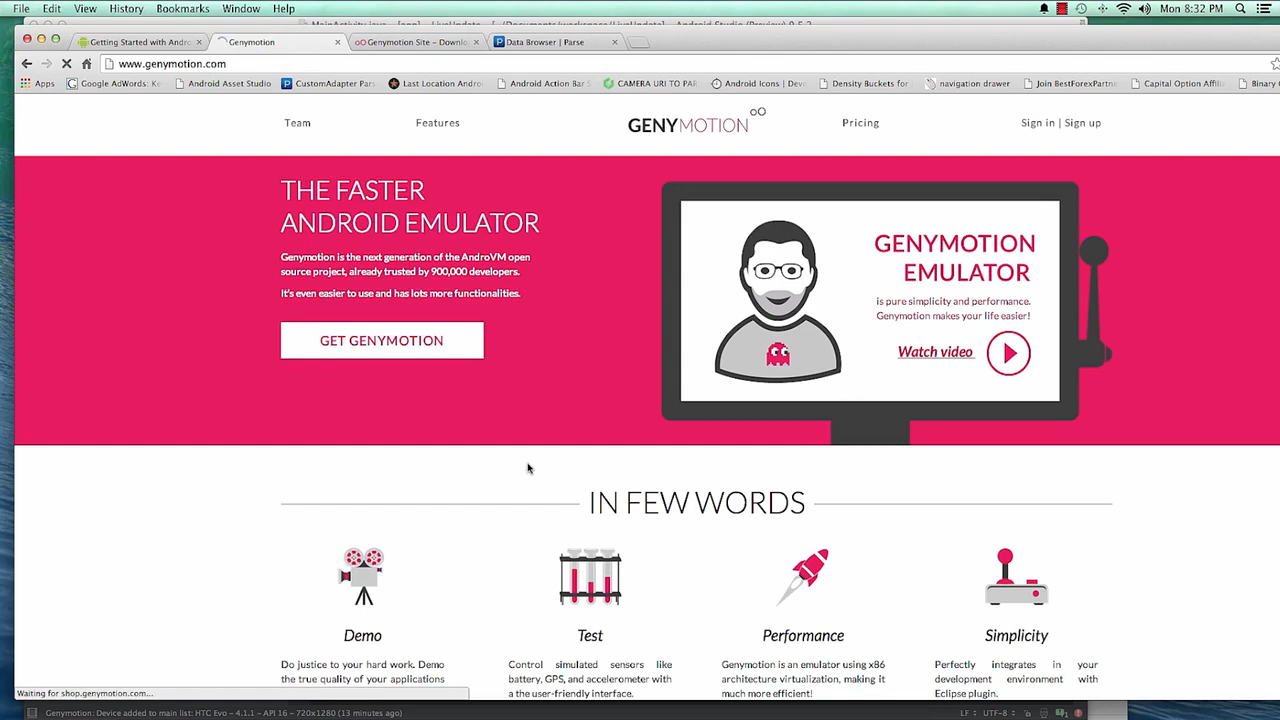 File Edit View History Bookmarks Window Help Mon 8:32 PM
Getting Started with Andro Genymotion Genymotion Site – Downlo Data Browser | Parse
www.genymotion.com
Apps Google AdWords: Ke Android Asset Studio CustomAdapter Pars Last Location Androi Android Action Bar S CAMERA URI TO PAR Android Icons | Deve Density Buckets for navigation drawer Join BestForexPartne Capital Option Affili Binary
Team Features GENYMOTION Pricing Sign in | Sign up
THE FASTER
ANDROID EMULATOR
Genymotion is the next generation of the AndroVM open
source project, already trusted by 900,000 developers.
It's even easier to use and has lots more functionalities.
GET GENYMOTION
GENYMOTION
EMULATOR
is pure simplicity and performance.
Genymotion makes your life easier!
Watch video
IN FEW WORDS
Demo
Do justice to your hard work. Demo
the true quality of your applications
Test
Control simulated sensors like
battery, GPS, and accelerometer with
a the user-friendly interface.
Performance
Genymotion is an emulator using x86
architecture virtualization, making it
much more efficient!
Simplicity
Perfectly integrates in your
development environment with
Eclipse plugin.
Waiting for shop.genymotion.com...
Genymotion: Device added to main list: HTC Evo – 4.1.1 – API 16 – 720x1280 (13 minutes ago) LF UTF-8